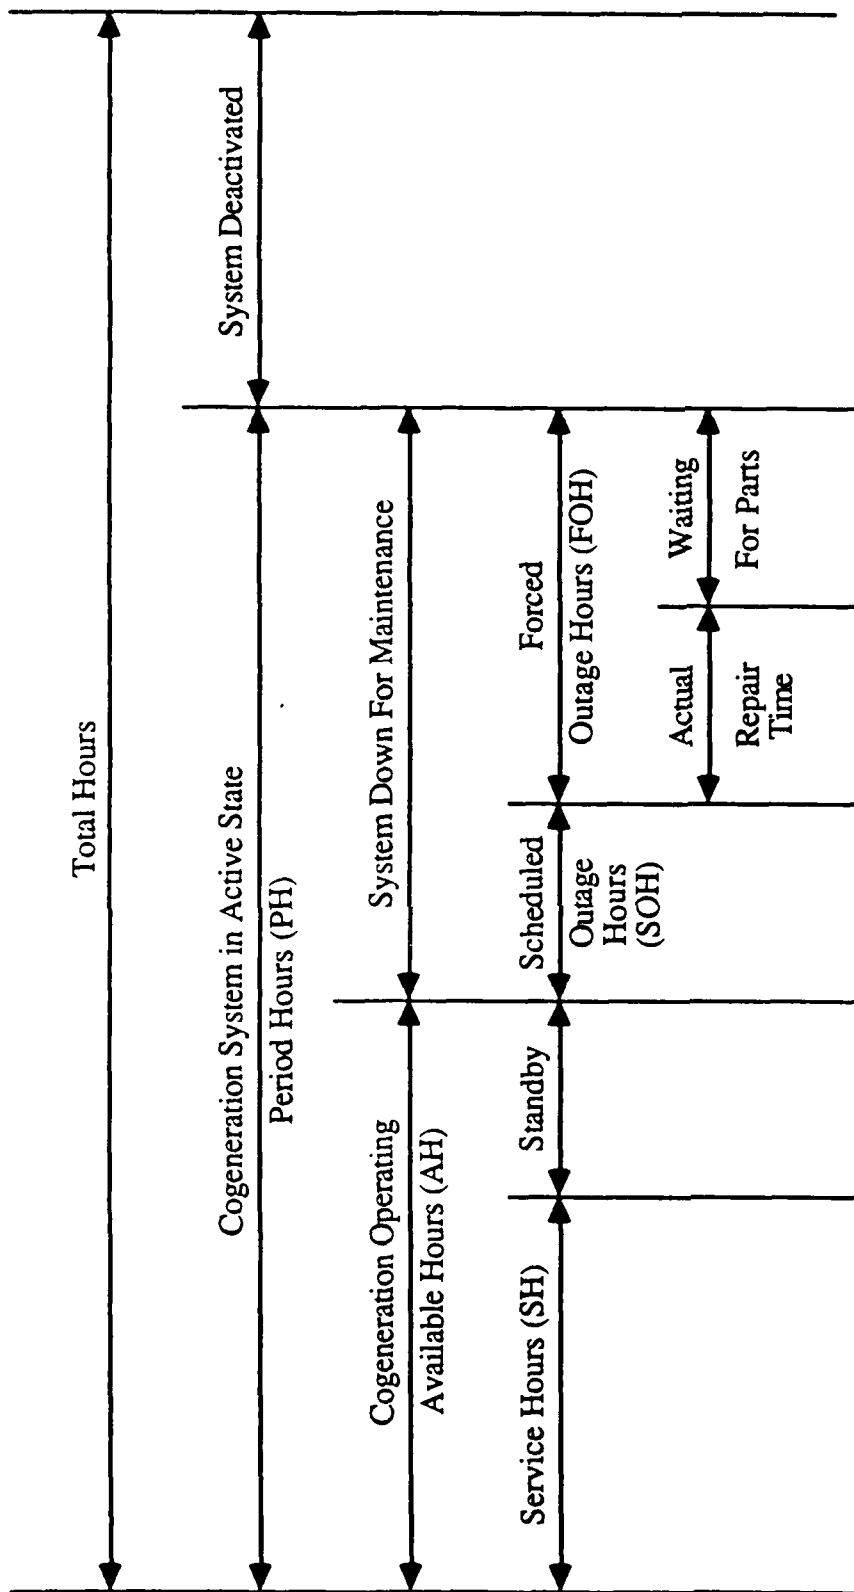 Total Hours
Cogeneration System in Active State
Period Hours (PH)
System Deactivated
Cogeneration Operating
Available Hours (AH)
System Down For Maintenance
Service Hours (SH)
Standby
Scheduled
Outage
Hours
(SOH)
Forced
Outage Hours (FOH)
Actual
Repair
Time
Waiting
For Parts